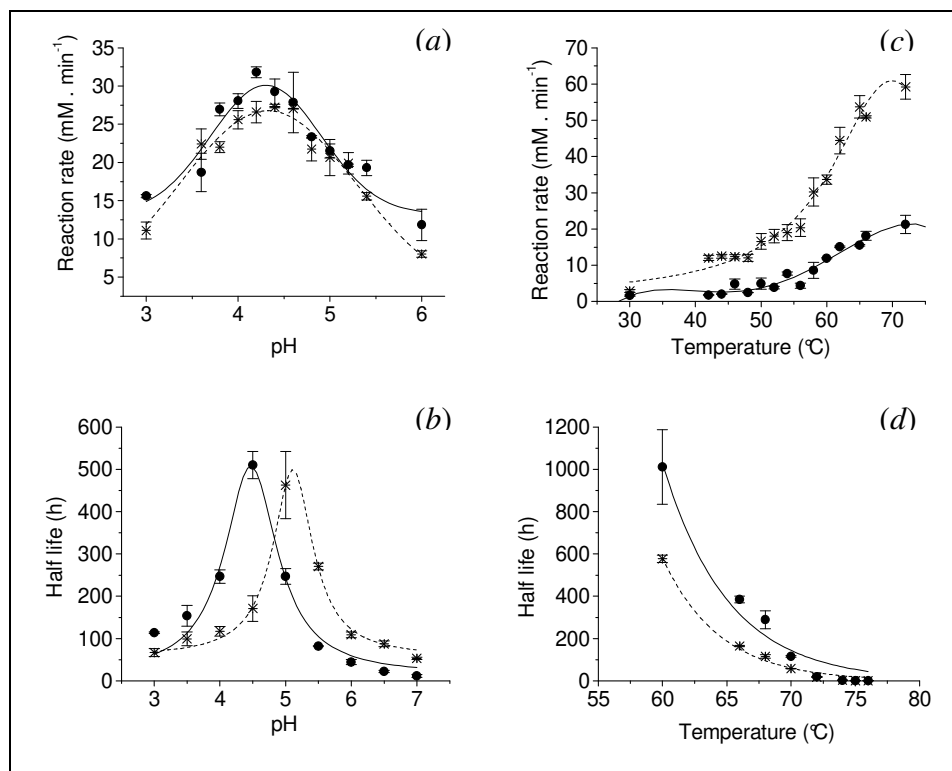 (a)
Reaction rate (mM . min-1)
35
30
25
20
15
10
5
3 4 5 6
pH
(c)
Reaction rate (mM . min-1)
70
60
50
40
30
20
10
0
30 40 50 60 70
Temperature (°C)
(b)
Half life (h)
600
500
400
300
200
100
0
3 4 5 6 7
pH
(d)
Half life (h)
1200
1000
800
600
400
200
0
55 60 65 70 75 80
Temperature (°C)